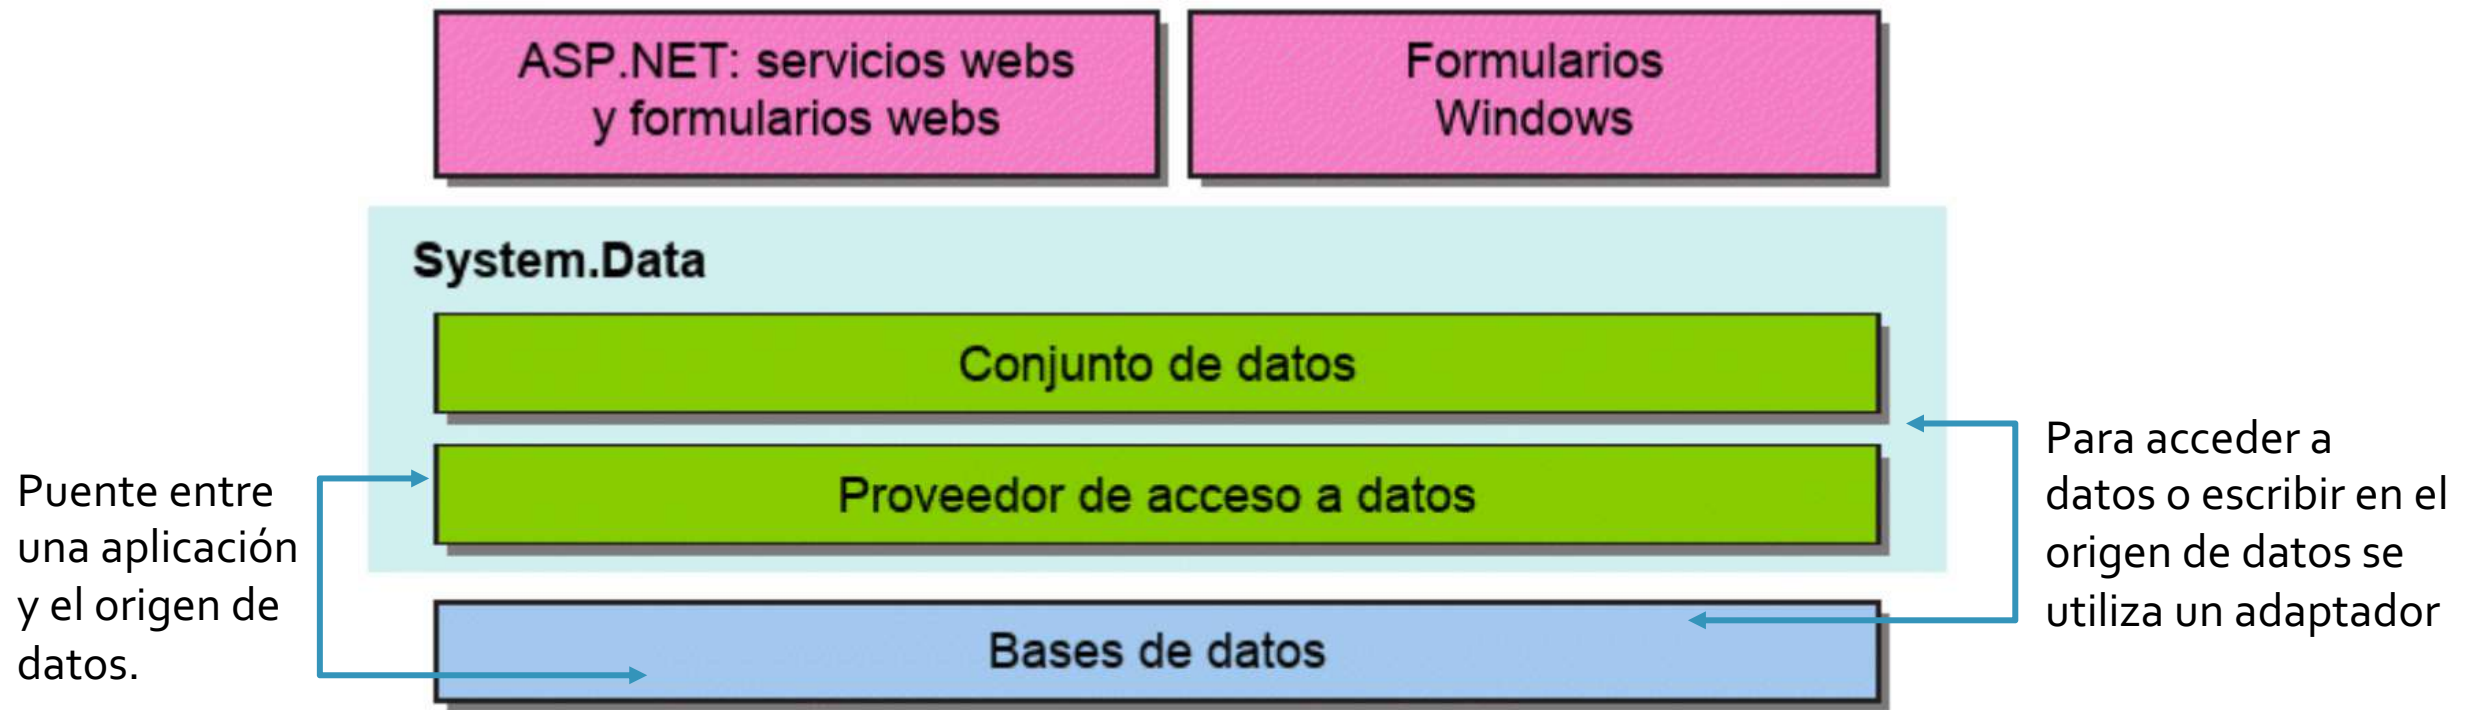 ASP.NET: servicios webs
y formularios webs
Formularios
Windows
System.Data
Conjunto de datos
Proveedor de acceso a datos
Bases de datos
Puente entre
una aplicación
y el origen de
datos.
Para acceder a
datos o escribir en el
origen de datos se
utiliza un adaptador